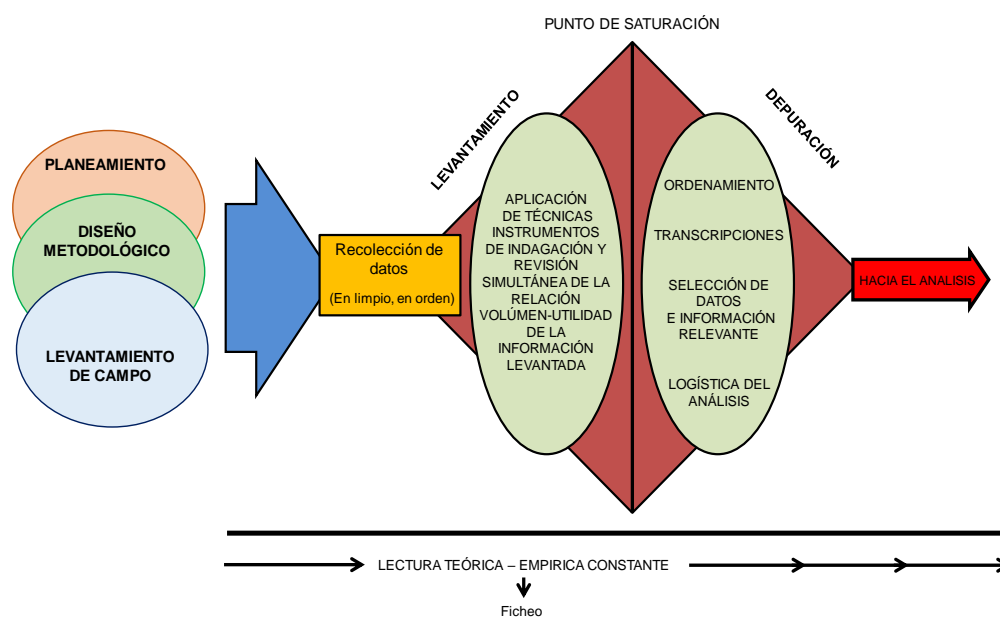 PUNTO DE SATURACIÓN
PLANEAMIENTO
DISEÑO
METODOLÓGICO
LEVANTAMIENTO
DE CAMPO
Recolección de
datos
(En limpio, en orden)
LEVANTAMIENTO
APLICACIÓN
DE TÉCNICAS
INSTRUMENTOS
DE INDAGACIÓN Y
REVISIÓN
SIMULTÁNEA DE LA
RELACIÓN
VOLÚMEN-UTILIDAD
DE LA
INFORMACIÓN
LEVANTADA
DEPURACIÓN
ORDENAMIENTO
TRANSCRIPCIONES
SELECCIÓN DE
DATOS
E INFORMACIÓN
RELEVANTE
LOGÍSTICA DEL
ANÁLISIS
HACIA EL ANALISIS
LECTURA TEÓRICA – EMPIRICA CONSTANTE
Ficheo